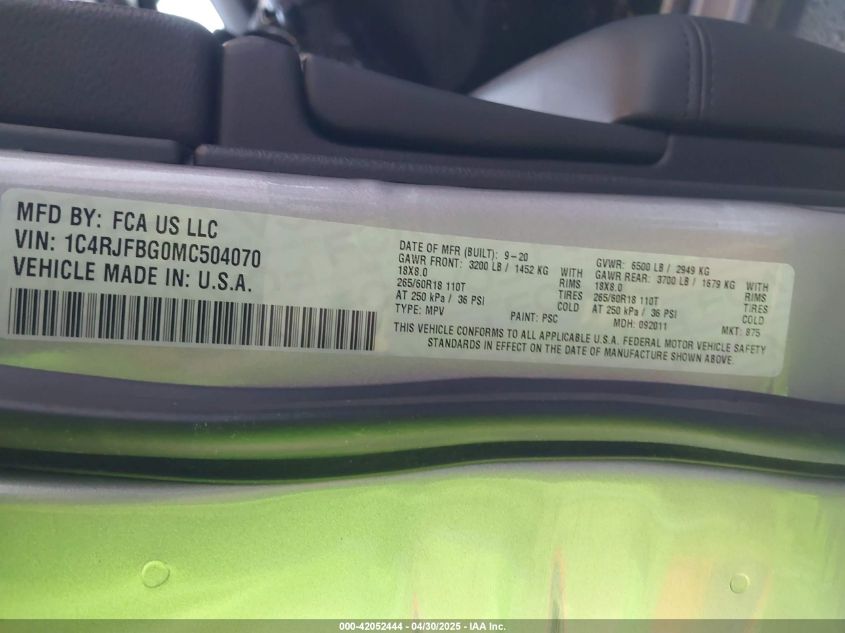 MFD BY: FCA US LLC
VIN: 1C4RJFBG0MC504070
VEHICLE MADE IN: U.S.A.
DATE OF MFR (BUILT): 9-20 GVWR: 6500 LB / 2949 KG
GAWR FRONT: 3200 LB / 1452 KG WITH GAWR REAR: 3700 LB / 1679 KG WITH
18X8.0 RIMS 18X8.0 RIMS
265/60R18 110T TIRES 265/60R18 110T TIRES
AT 250 kPa / 36 PSI COLD AT 250 kPa / 36 PSI COLD
TYPE: MPV PAINT: PSC MDH: 092011 MKT: 875
THIS VEHICLE CONFORMS TO ALL APPLICABLE U.S.A. FEDERAL MOTOR VEHICLE SAFETY
STANDARDS IN EFFECT ON THE DATE OF MANUFACTURE SHOWN ABOVE.
000-42052444 - 04/30/2025 - IAA Inc.